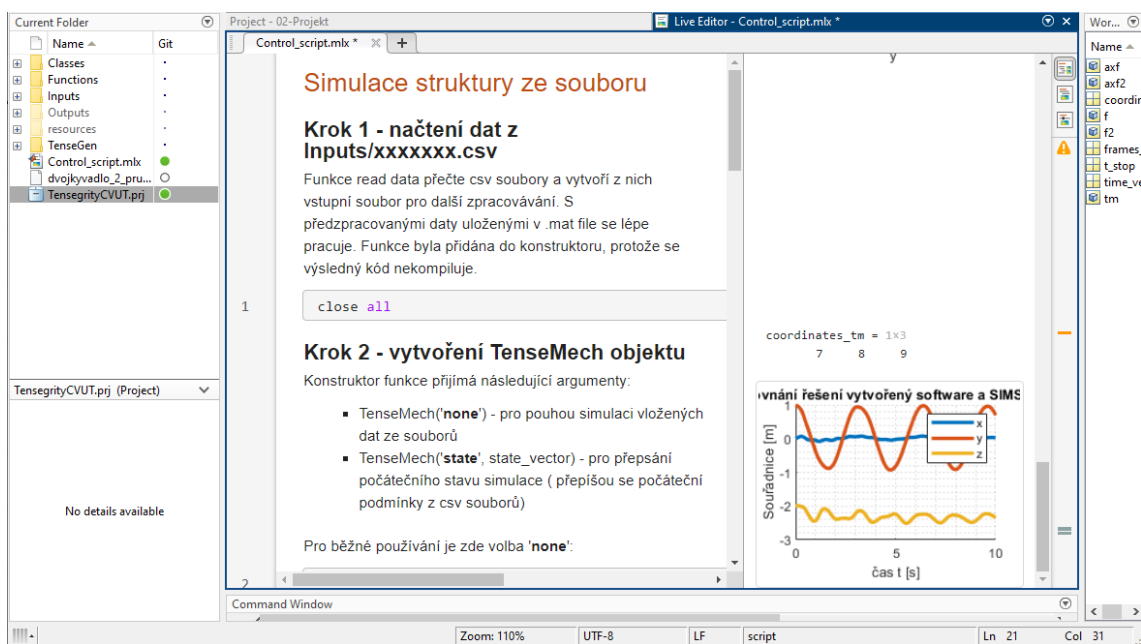 Current Folder
Name
Git
Classes
Functions
Inputs
Outputs
resources
TenseGen
Control_script.mlx
dvojkyvadlo_2_pru...
TensegrityCVUT.prj
TensegrityCVUT.prj (Project)
No details available
Project - 02-Projekt
Live Editor - Control_script.mlx *
Control_script.mlx *
Simulace struktury ze souboru
Krok 1 - načtení dat z
Inputs/xxxxxxx.csv
Funkce read data přečte csv soubory a vytvoří z nich
vstupní soubor pro další zpracovávání. S
předzpracovanými daty uloženými v .mat file se lépe
pracuje. Funkce byla přidána do konstruktoru, protože se
výsledný kód nekompiluje.
1
close all
Krok 2 - vytvoření TenseMech objektu
Konstruktor funkce přijímá následující argumenty:
TenseMech('none') - pro pouhou simulaci vložených
dat ze souborů
TenseMech('state', state_vector) - pro přepsání
počátečního stavu simulace ( přepíšou se počáteční
podmínky z csv souborů)
Pro běžné používání je zde volba 'none':
2
y
coordinates_tm = 1×3
7 8 9
ovnání řešení vytvořený software a SIMS
Souřadnice [m]
1
0
-1
-2
-3
x
y
z
0 5 10
čas t [s]
Command Window
Wor...
Name
axf
axf2
coordin
f
f2
frames_
t_stop
time_ve
tm
Zoom: 110%
UTF-8
LF
script
Ln 21
Col 31